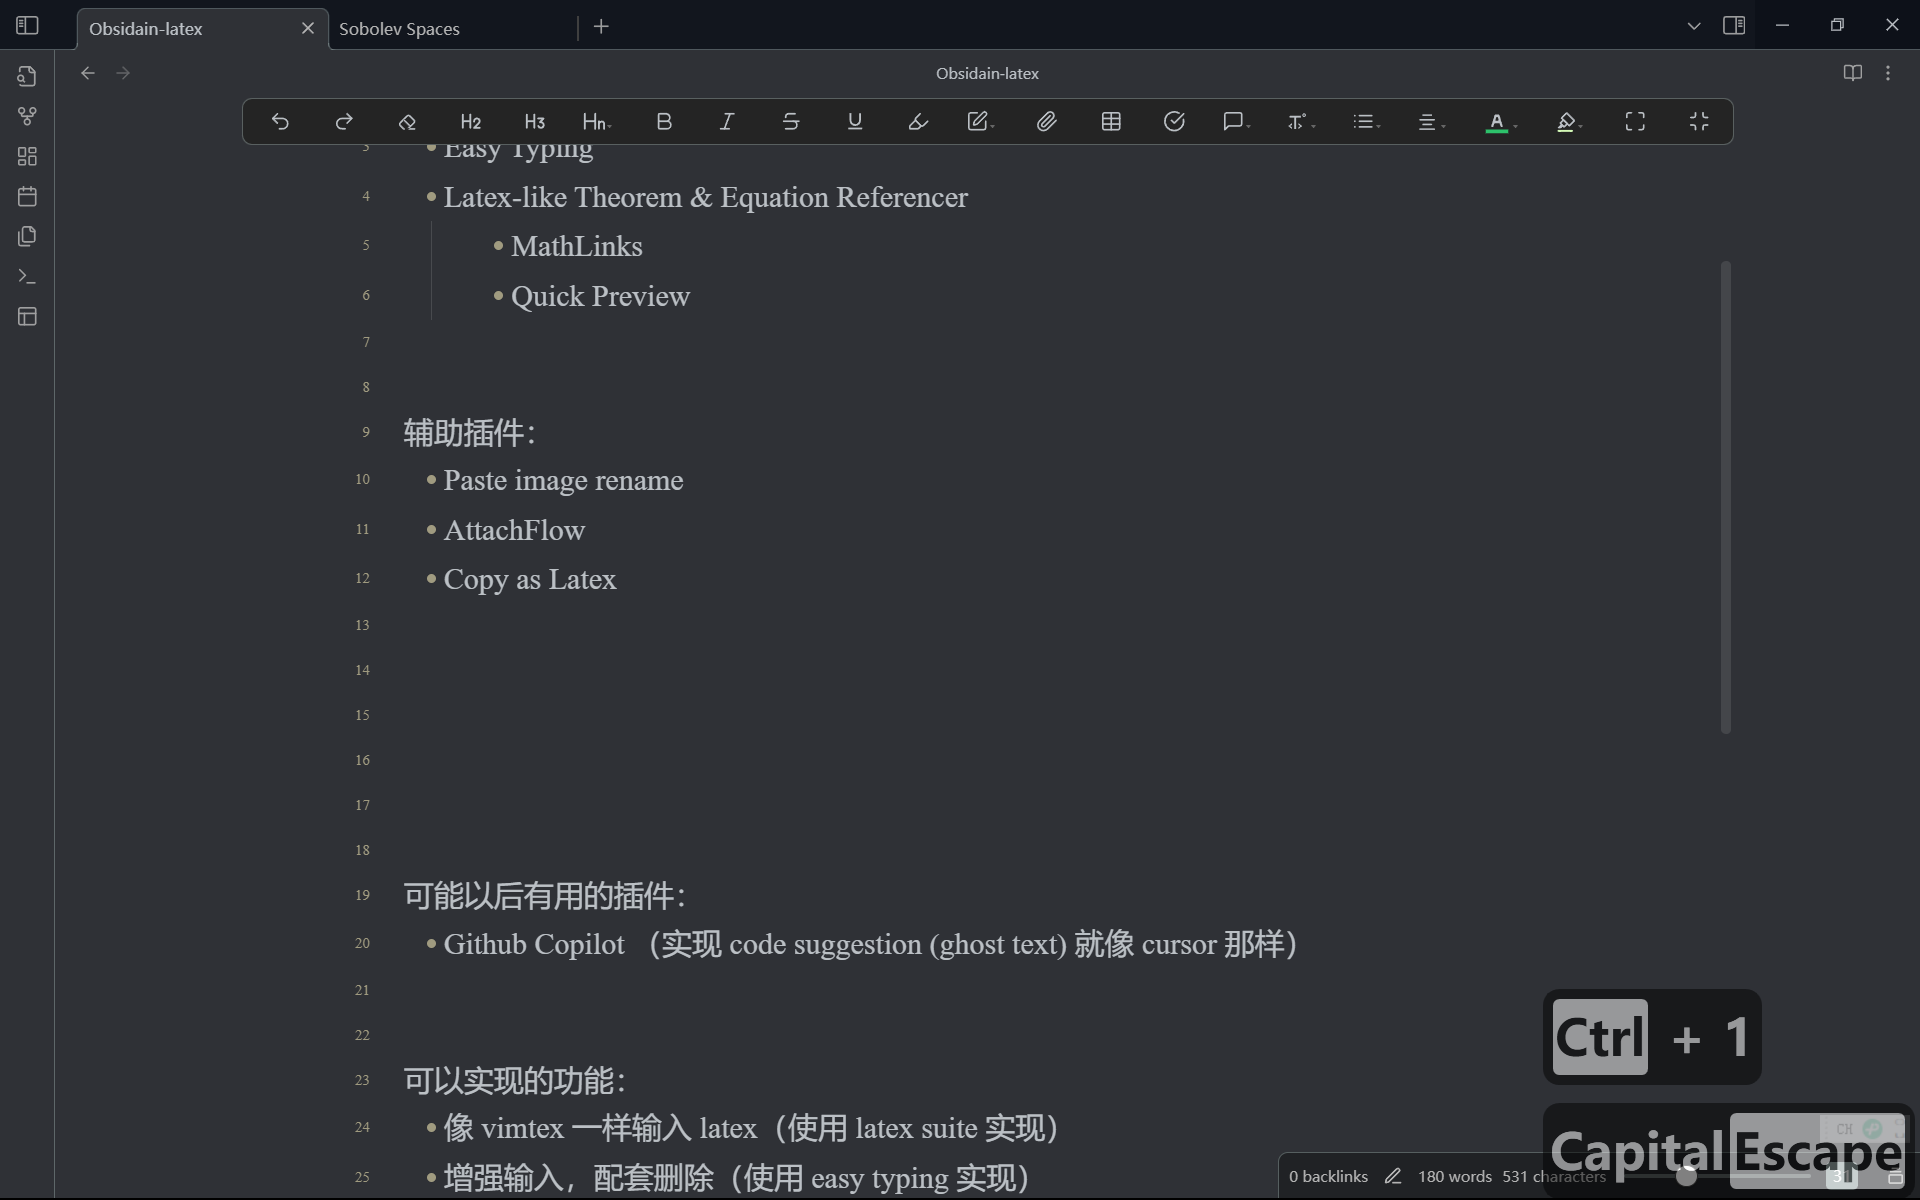 Obsidain-latex
Sobolev Spaces
Obsidain-latex
H2 H3 Hn B I S U T A
3 Easy Typing
4 Latex-like Theorem & Equation Referencer
5 MathLinks
6 Quick Preview
7
8
9 辅助插件：
10 Paste image rename
11 AttachFlow
12 Copy as Latex
13
14
15
16
17
18
19 可能以后有用的插件：
20 Github Copilot （实现 code suggestion (ghost text) 就像 cursor 那样）
21
22
23 可以实现的功能：
24 像 vimtex 一样输入 latex（使用 latex suite 实现）
25 增强输入，配套删除（使用 easy typing 实现）
Ctrl + 1
CH
Capital Escape
0 backlinks 180 words 531 characters 31